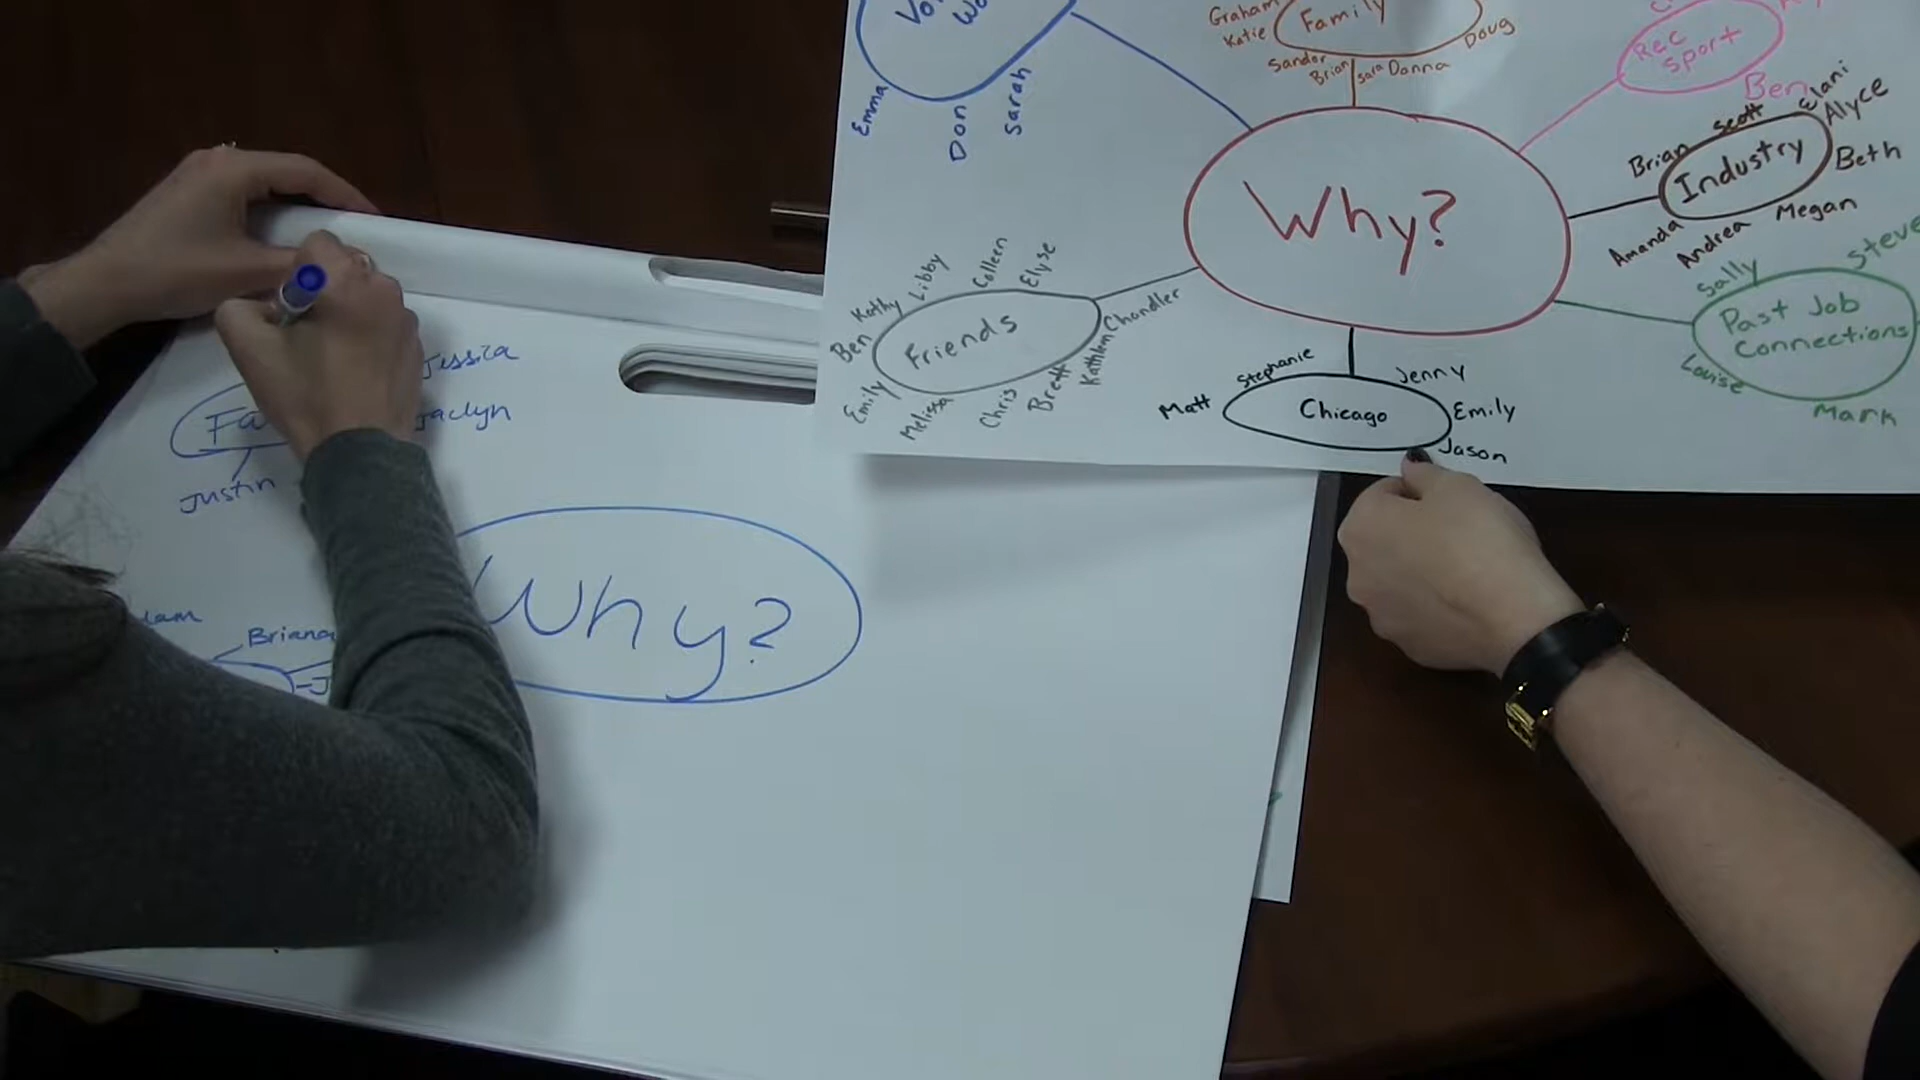 Graham
Katie
Family
Doug
Sandor
Brian
Sara
Donna
Rec
Sport
Ben
Emma
Don
Sarah
Why?
Brian
Scott
Elani
Alyce
Industry
Beth
Megan
Andrea
Amanda
Libby
Colleen
Elyse
Kathy
Ben
Friends
Chandler
Kathleen
Brett
Chris
Melissa
Emily
Stephanie
Jenny
Matt
Chicago
Emily
Jason
Sally
Steve
Past Job
Connections
Louise
Mark
Jessica
Jaclyn
Justin
Why?